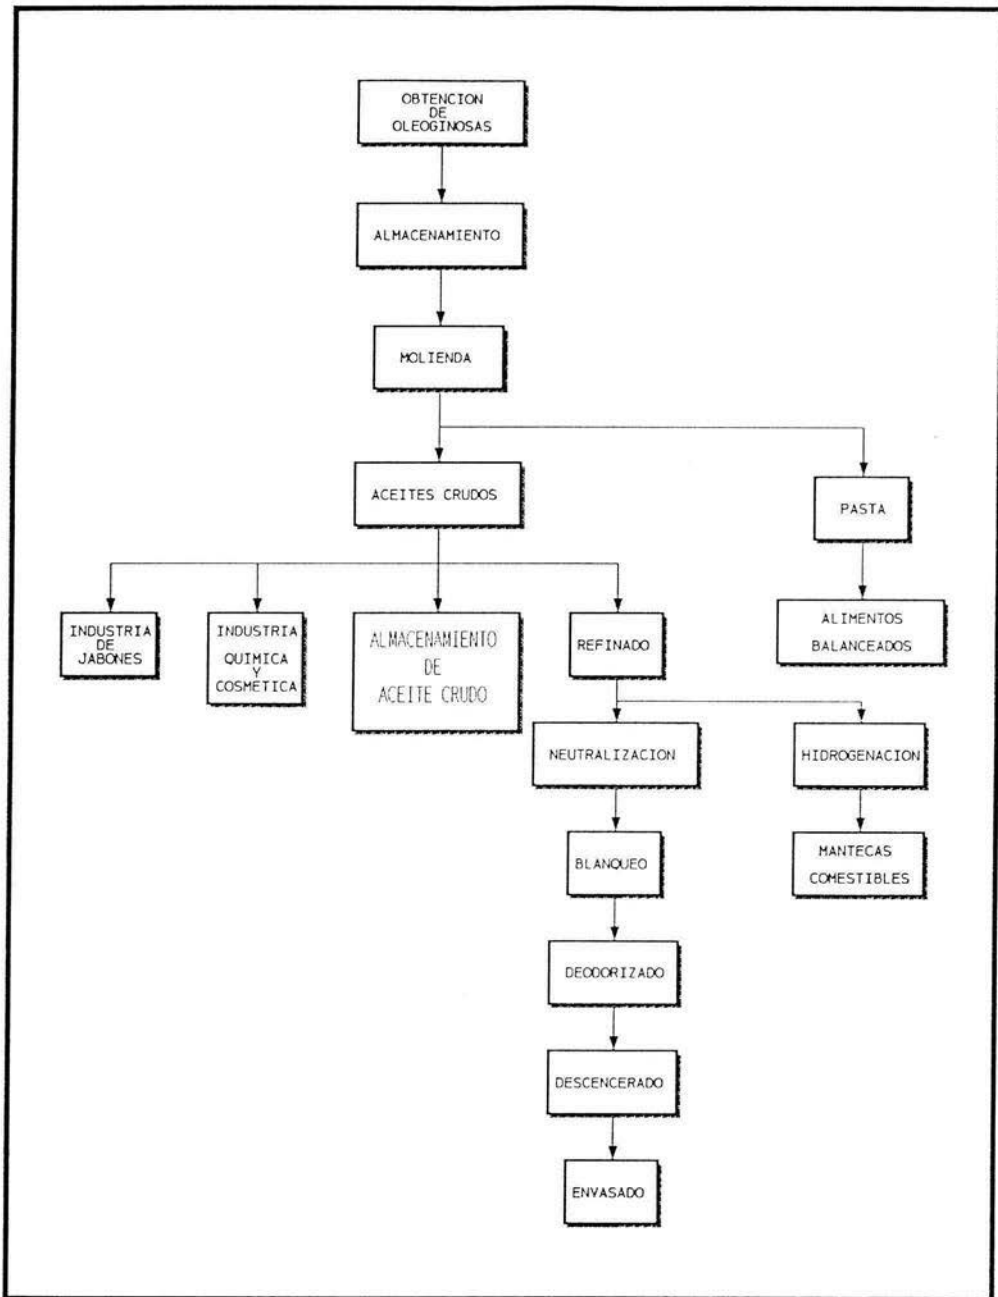 OBTENCION
DE
OLEOGINOSAS
ALMACENAMIENTO
MOLIENDA
ACEITES CRUDOS
PASTA
INDUSTRIA
DE
JABONES
INDUSTRIA
QUIMICA
Y
COSMETICA
ALMACENAMIENTO
DE
ACEITE CRUDO
REFINADO
ALIMENTOS
BALANCEADOS
NEUTRALIZACION
HIDROGENACION
BLANQUEO
MANTECAS
COMESTIBLES
DEODORIZADO
DESCENCERADO
ENVASADO